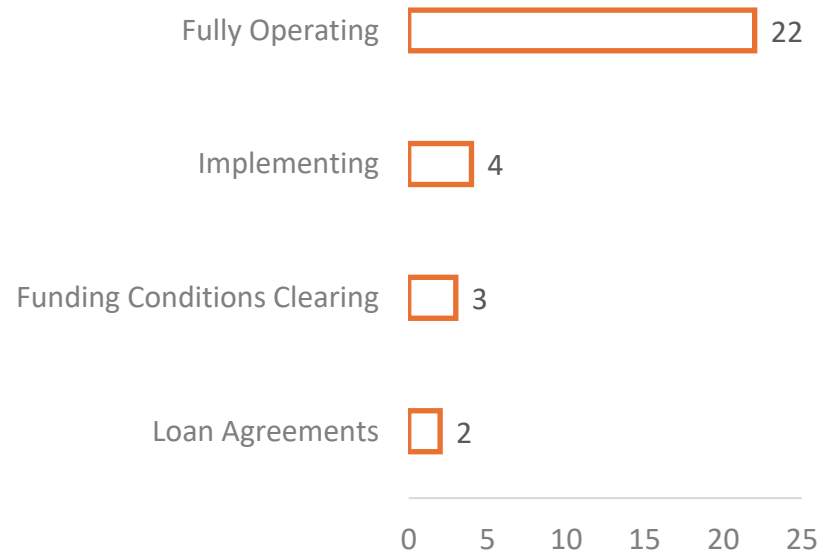 Fully Operating 22
Implementing 4
Funding Conditions Clearing 3
Loan Agreements 2
0 5 10 15 20 25